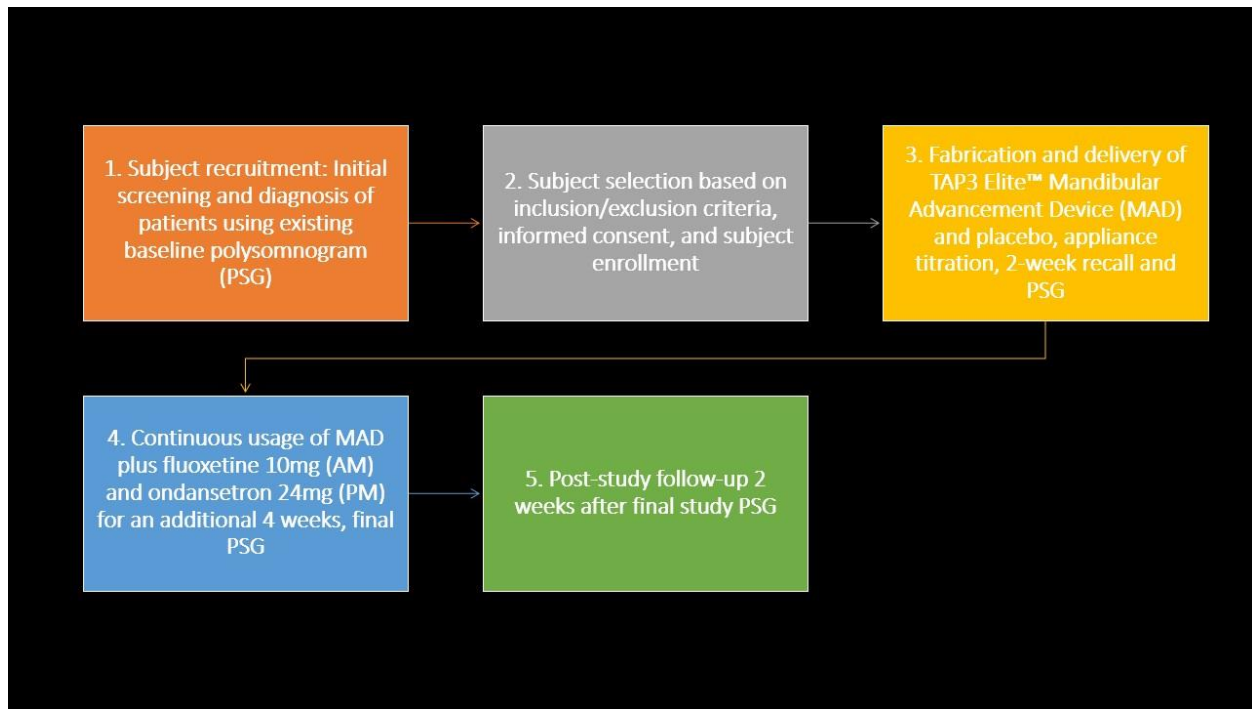 1. Subject recruitment: Initial
screening and diagnosis of
patients using existing
baseline polysomnogram
(PSG)
2. Subject selection based on
inclusion/exclusion criteria,
informed consent, and subject
enrollment
3. Fabrication and delivery of
TAP3 Elite™ Mandibular
Advancement Device (MAD)
and placebo, appliance
titration, 2-week recall and
PSG
4. Continuous usage of MAD
plus fluoxetine 10mg (AM)
and ondansetron 24mg (PM)
for an additional 4 weeks, final
PSG
5. Post-study follow-up 2
weeks after final study PSG